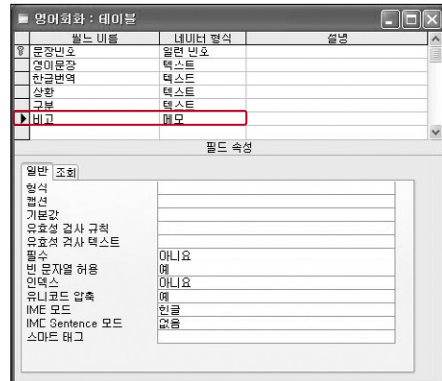 영어회화 : 테이블
필드 이름 데이터 형식 설명
문장번호 일련 번호
영어문장 텍스트
한글번역 텍스트
상황 텍스트
구분 텍스트
비고 메모
필드 속성
일반 조회
형식
캡션
기본값
유효성 검사 규칙
유효성 검사 텍스트
필수 아니요
빈 문자열 허용 예
인덱스 아니요
유니코드 압축 예
IME 모드 한글
IME Sentence 모드 없음
스마트 태그